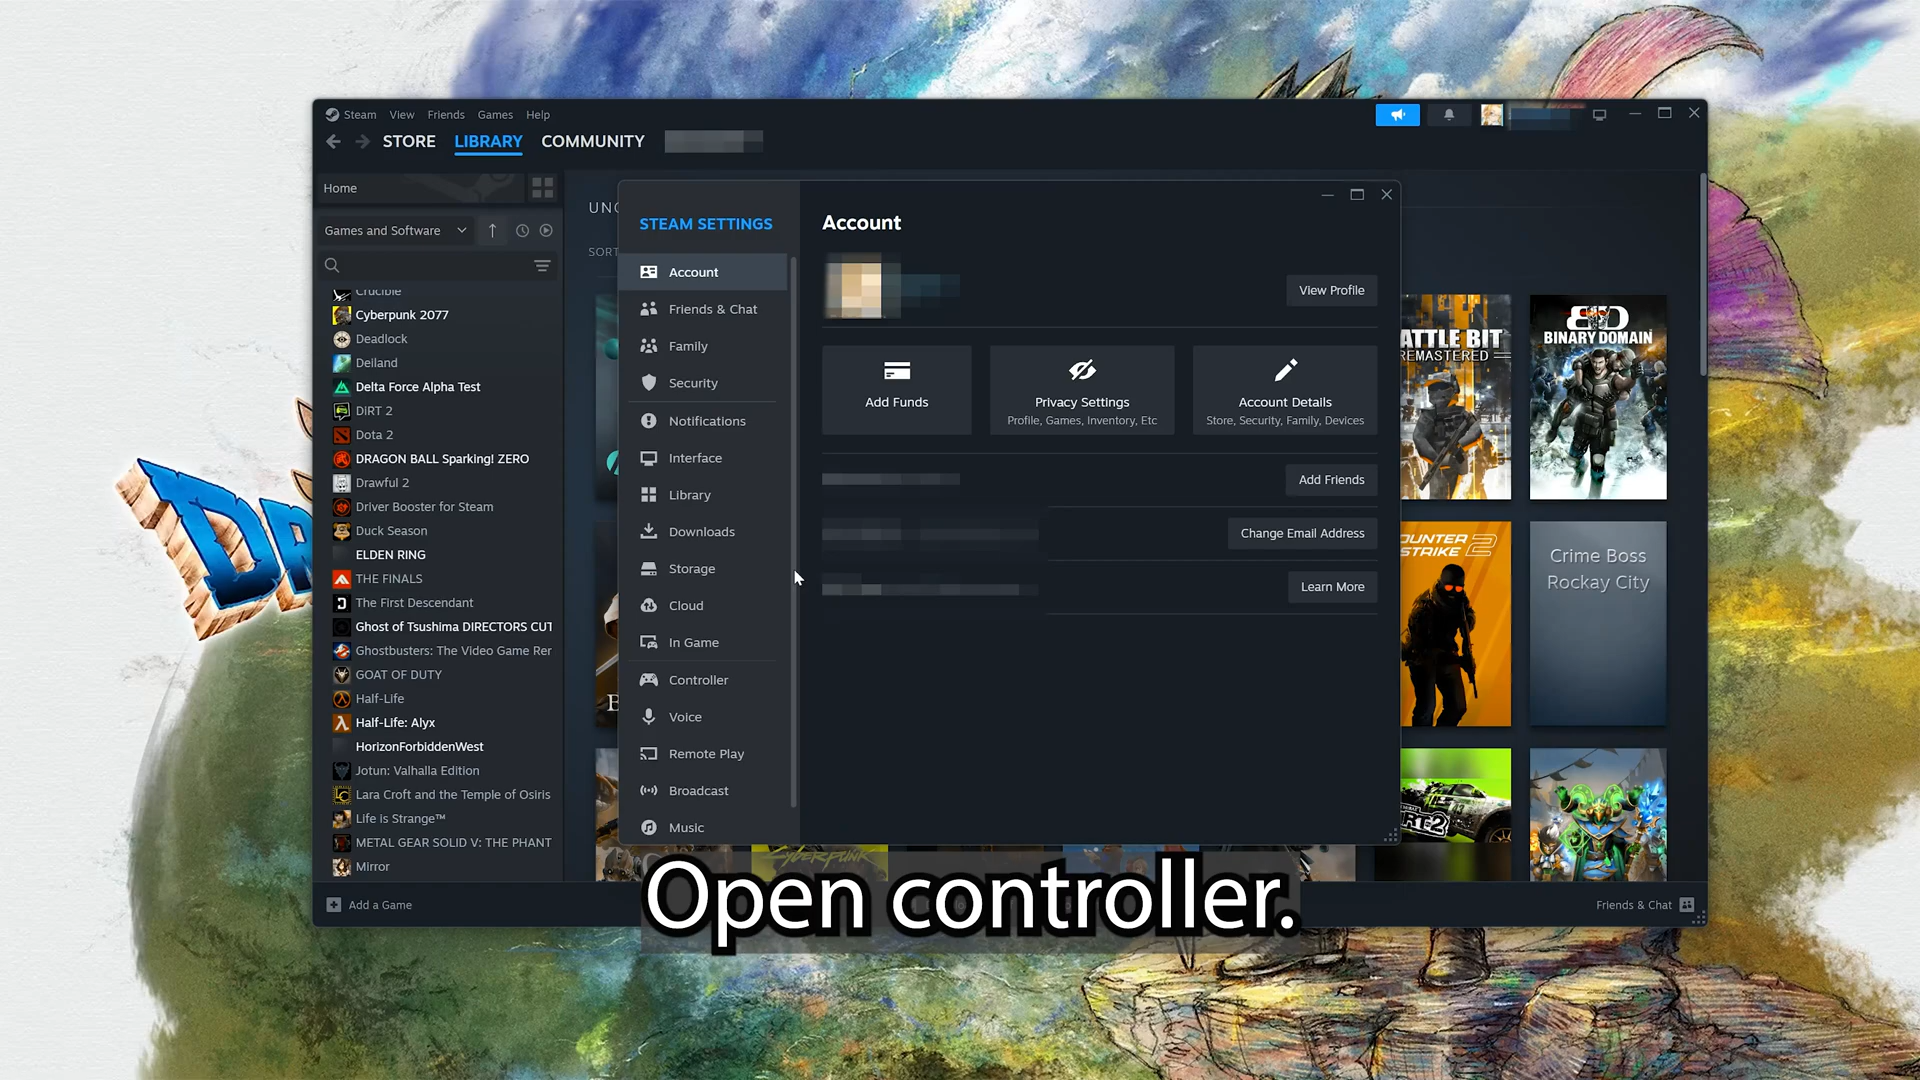 Steam View Friends Games Help
STORE LIBRARY COMMUNITY
Home
Games and Software
Crucible
Cyberpunk 2077
Deadlock
Deiland
Delta Force Alpha Test
DIRT 2
Dota 2
DRAGON BALL Sparking! ZERO
Drawful 2
Driver Booster for Steam
Duck Season
ELDEN RING
THE FINALS
The First Descendant
Ghost of Tsushima DIRECTORS CUT
Ghostbusters: The Video Game Rer
GOAT OF DUTY
Half-Life
Half-Life: Alyx
HorizonForbiddenWest
Jotun: Valhalla Edition
Lara Croft and the Temple of Osiris
Life is Strange™
METAL GEAR SOLID V: THE PHANT
Mirror
Add a Game
UNC
SORT
STEAM SETTINGS
Account
Friends & Chat
Family
Security
Notifications
Interface
Library
Downloads
Storage
Cloud
In Game
Controller
Voice
Remote Play
Broadcast
Music
Account
View Profile
Add Funds
Privacy Settings
Profile, Games, Inventory, Etc
Account Details
Store, Security, Family, Devices
Add Friends
Change Email Address
Learn More
ATTLE BIT
REMASTERED
BD
BINARY DOMAIN
OUNTER
STRIKE 2
Crime Boss
Rockay City
RT2
CYBERPUNK
Friends & Chat
Open controller.